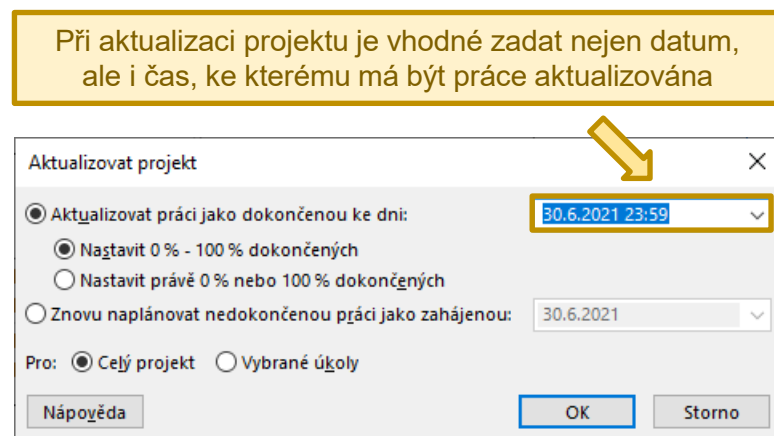 Při aktualizaci projektu je vhodné zadat nejen datum,
ale i čas, ke kterému má být práce aktualizována
Aktualizovat projekt
Aktualizovat práci jako dokončenou ke dni: 30.6.2021 23:59
Nastavit 0 % - 100 % dokončených
Nastavit právě 0 % nebo 100 % dokončených
Znovu naplánovat nedokončenou práci jako zahájenou: 30.6.2021
Pro: Celý projekt Vybrané úkoly
Nápověda OK Storno